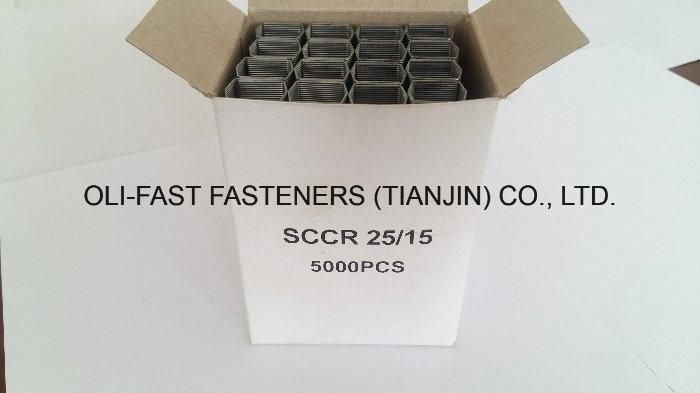 OLI-FAST FASTENERS (TIANJIN) CO., LTD.
SCCR 25/15
5000PCS